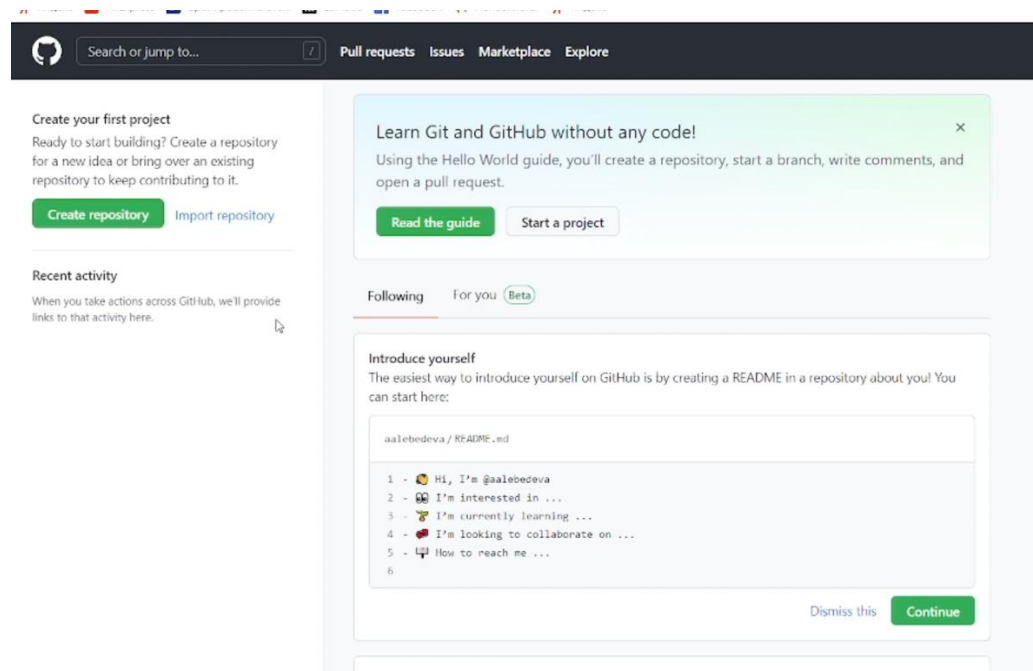 Search or jump to... /
Pull requests Issues Marketplace Explore
Create your first project
Ready to start building? Create a repository
for a new idea or bring over an existing
repository to keep contributing to it.
Create repository Import repository
Recent activity
When you take actions across GitHub, we'll provide
links to that activity here.
Learn Git and GitHub without any code!
Using the Hello World guide, you'll create a repository, start a branch, write comments, and
open a pull request.
Read the guide Start a project
Following For you Beta
Introduce yourself
The easiest way to introduce yourself on GitHub is by creating a README in a repository about you! You
can start here:
aalebedeva / README.md
1 - 👋 Hi, I'm @aalebedeva
2 - 👀 I'm interested in ...
3 - 🌱 I'm currently learning ...
4 - 💞️ I'm looking to collaborate on ...
5 - 📫 How to reach me ...
6
Dismiss this Continue